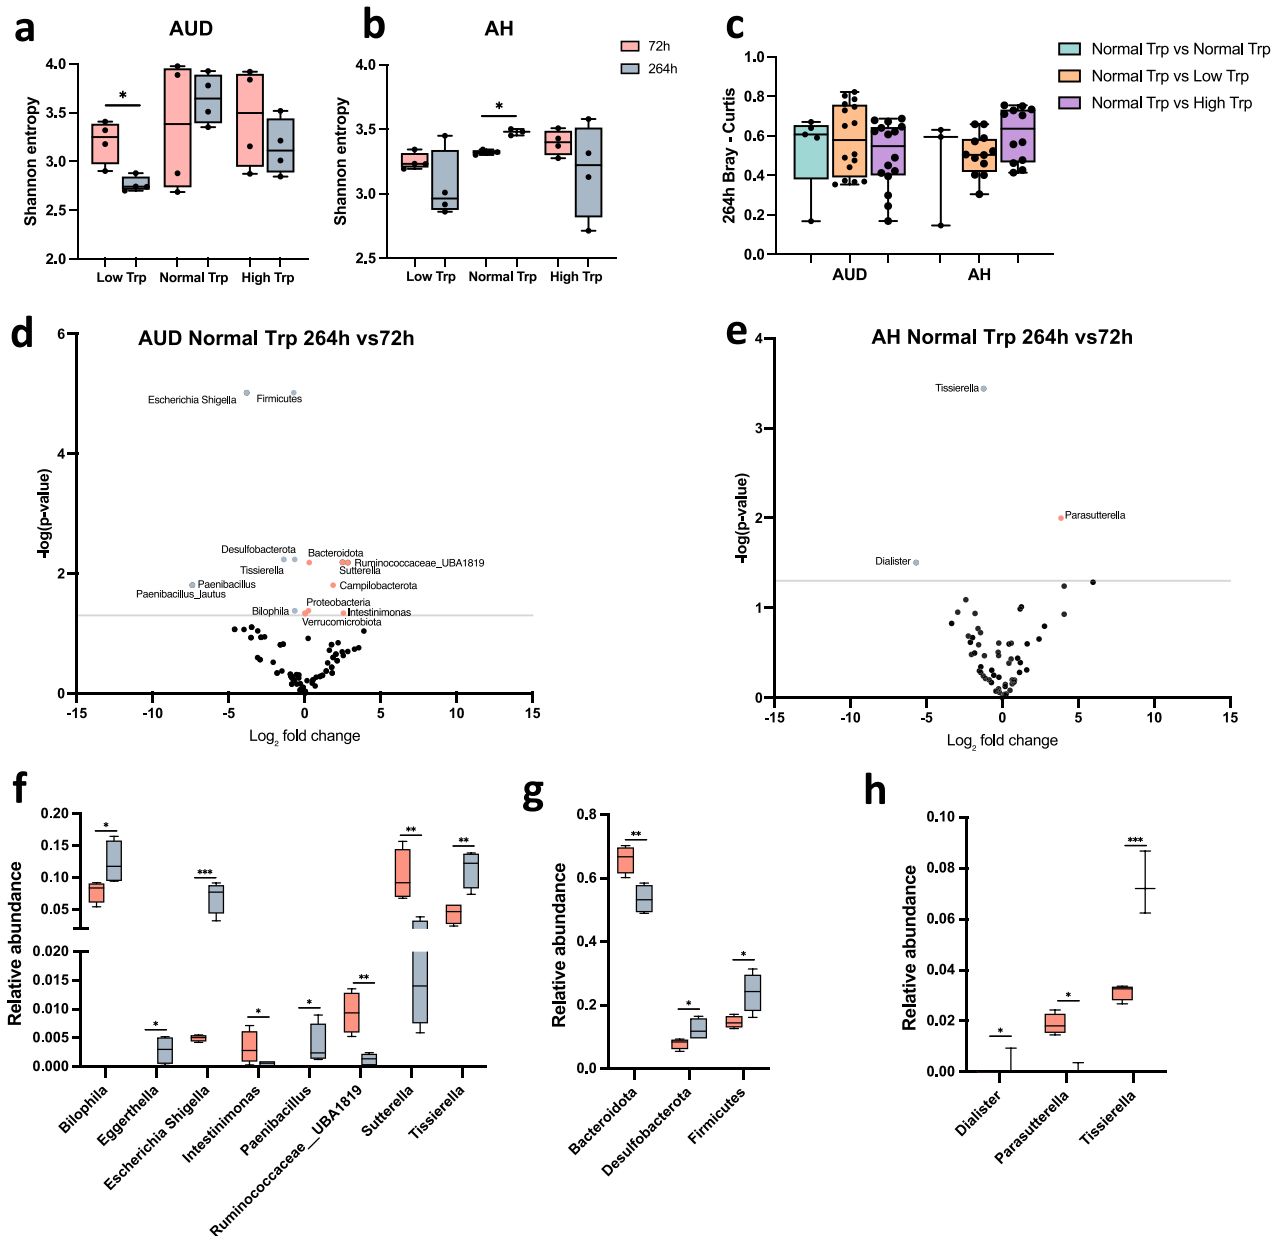 a
AUD
Shannon entropy
4.0
3.5
3.0
2.5
2.0
*
Low Trp
Normal Trp
High Trp
b
AH
72h
264h
Shannon entropy
4.0
3.5
3.0
2.5
*
Low Trp
Normal Trp
High Trp
c
Normal Trp vs Normal Trp
Normal Trp vs Low Trp
Normal Trp vs High Trp
264h Bray - Curtis
1.0
0.8
0.6
0.4
0.2
0.0
AUD
AH
d
AUD Normal Trp 264h vs72h
-log(p-value)
6
4
2
0
Escherichia Shigella
Firmicutes
Desulfobacterota
Bacteroidota
Tissierella
Sutterella
Ruminococcaceae_UBA1819
Paenibacillus
Paenibacillus_lautus
Campilobacterota
Bilophila
Proteobacteria
Intestinimonas
Verrucomicrobiota
-15
-10
-5
0
5
10
15
Log2 fold change
e
AH Normal Trp 264h vs72h
-log(p-value)
4
3
2
1
0
Tissierella
Parasutterella
Dialister
-15
-10
-5
0
5
10
15
Log2 fold change
f
Relative abundance
0.20
0.15
0.10
0.05
0.020
0.015
0.010
0.005
0.000
*
*
***
*
*
**
**
**
Bilophila
Eggerthella
Escherichia Shigella
Intestinimonas
Paenibacillus
Ruminococcaceae__UBA1819
Sutterella
Tissierella
g
Relative abundance
0.8
0.6
0.4
0.2
0.0
**
*
*
Bacteroidota
Desulfobacterota
Firmicutes
h
Relative abundance
0.10
0.08
0.06
0.04
0.02
0.00
*
*
***
Dialister
Parasutterella
Tissierella